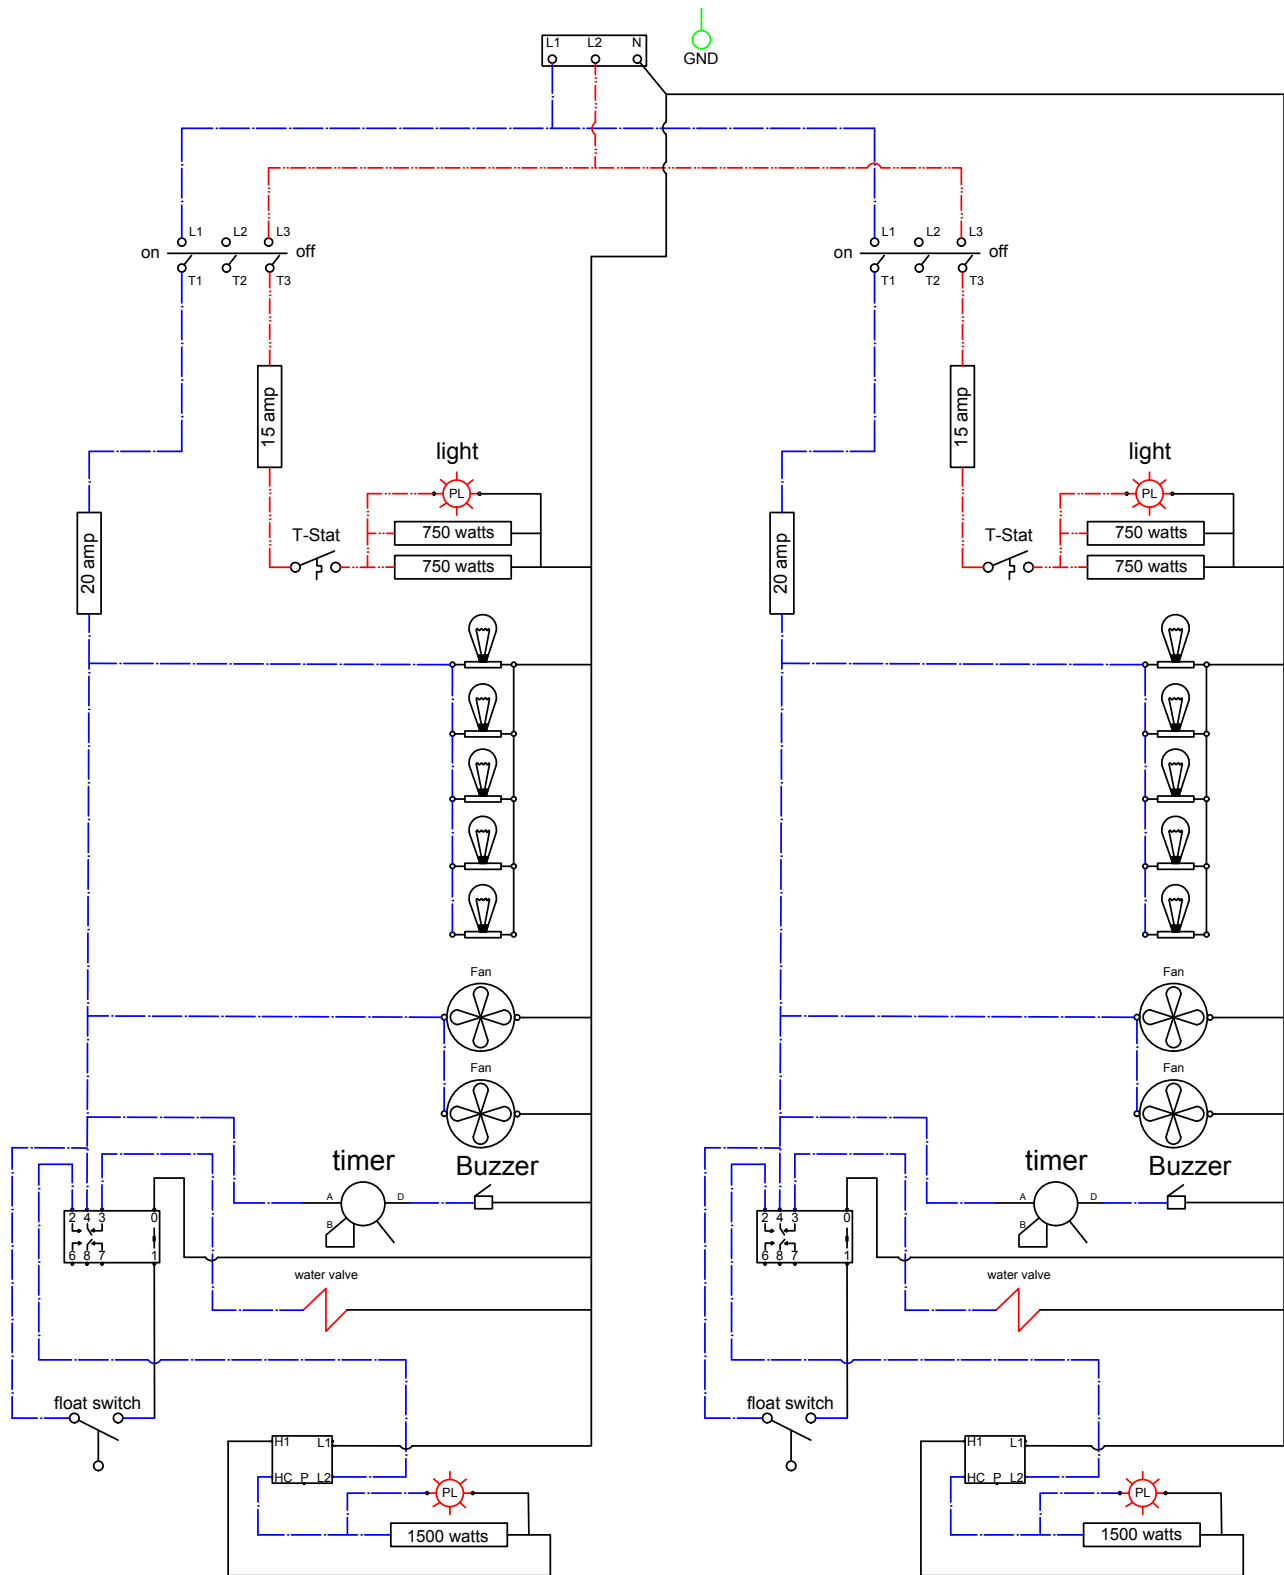 L1 L2 N
GND
L1 L2 L3
on off
T1 T2 T3
L1 L2 L3
on off
T1 T2 T3
15 amp
15 amp
light
light
PL
PL
T-Stat
750 watts
T-Stat
750 watts
20 amp
750 watts
20 amp
750 watts
Fan
Fan
Fan
Fan
timer
Buzzer
timer
Buzzer
A D
B
A D
B
2 4 3 0
6 8 7 1
2 4 3 0
6 8 7 1
water valve
water valve
float switch
float switch
H1 L1
HC P L2
H1 L1
HC P L2
PL
PL
1500 watts
1500 watts